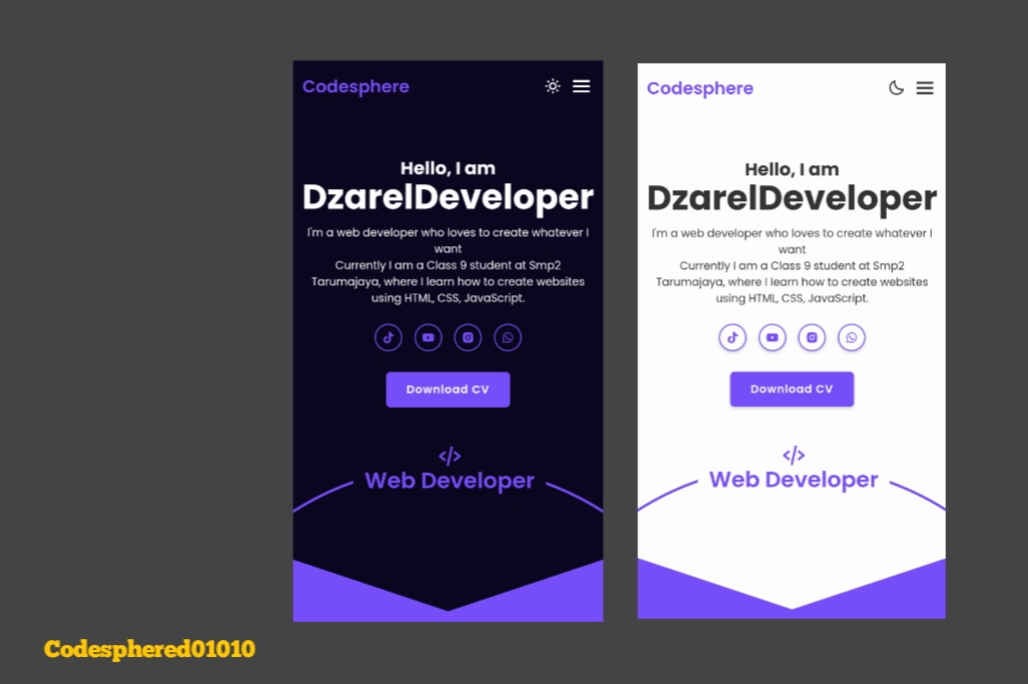 Codesphere
Hello, I am
DzarelDeveloper
I'm a web developer who loves to create whatever I
want
Currently I am a Class 9 student at Smp2
Tarumajaya, where I learn how to create websites
using HTML, CSS, JavaScript.
Download CV
</>
Web Developer
Codesphere
Hello, I am
DzarelDeveloper
I'm a web developer who loves to create whatever I
want
Currently I am a Class 9 student at Smp2
Tarumajaya, where I learn how to create websites
using HTML, CSS, JavaScript.
Download CV
</>
Web Developer
Codesphered01010